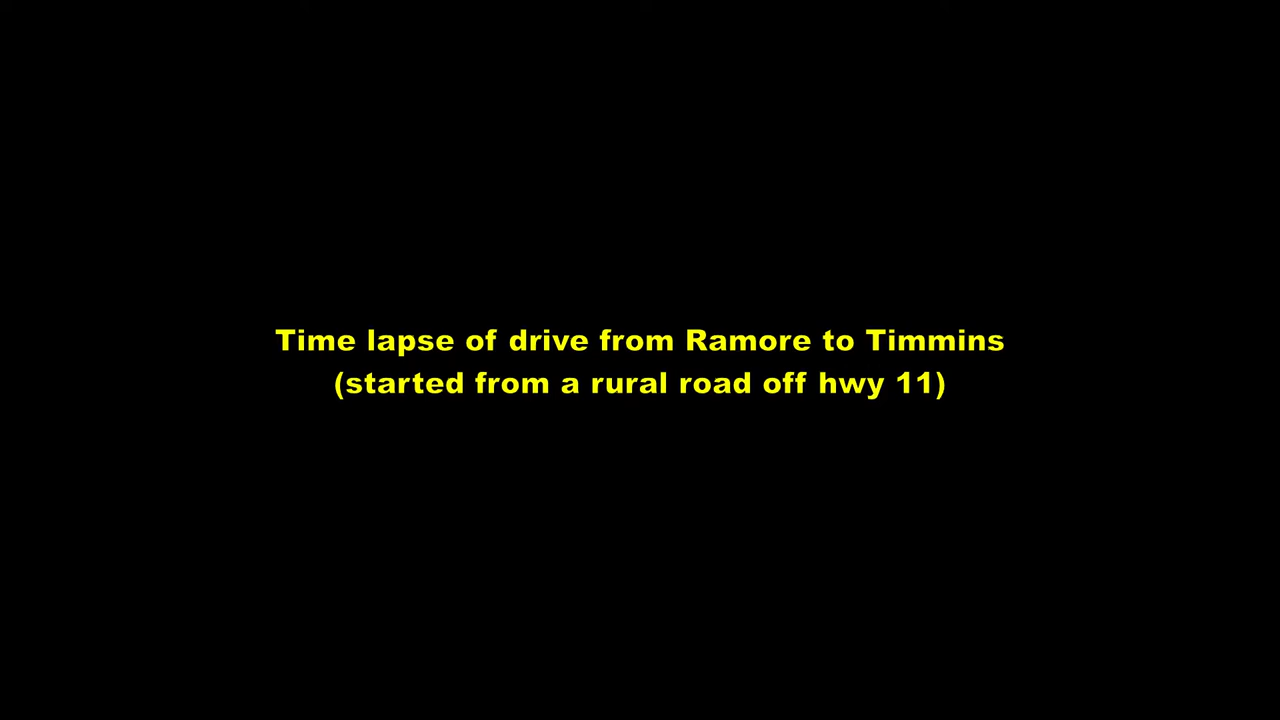 Time lapse of drive from Ramore to Timmins
(started from a rural road off hwy 11)